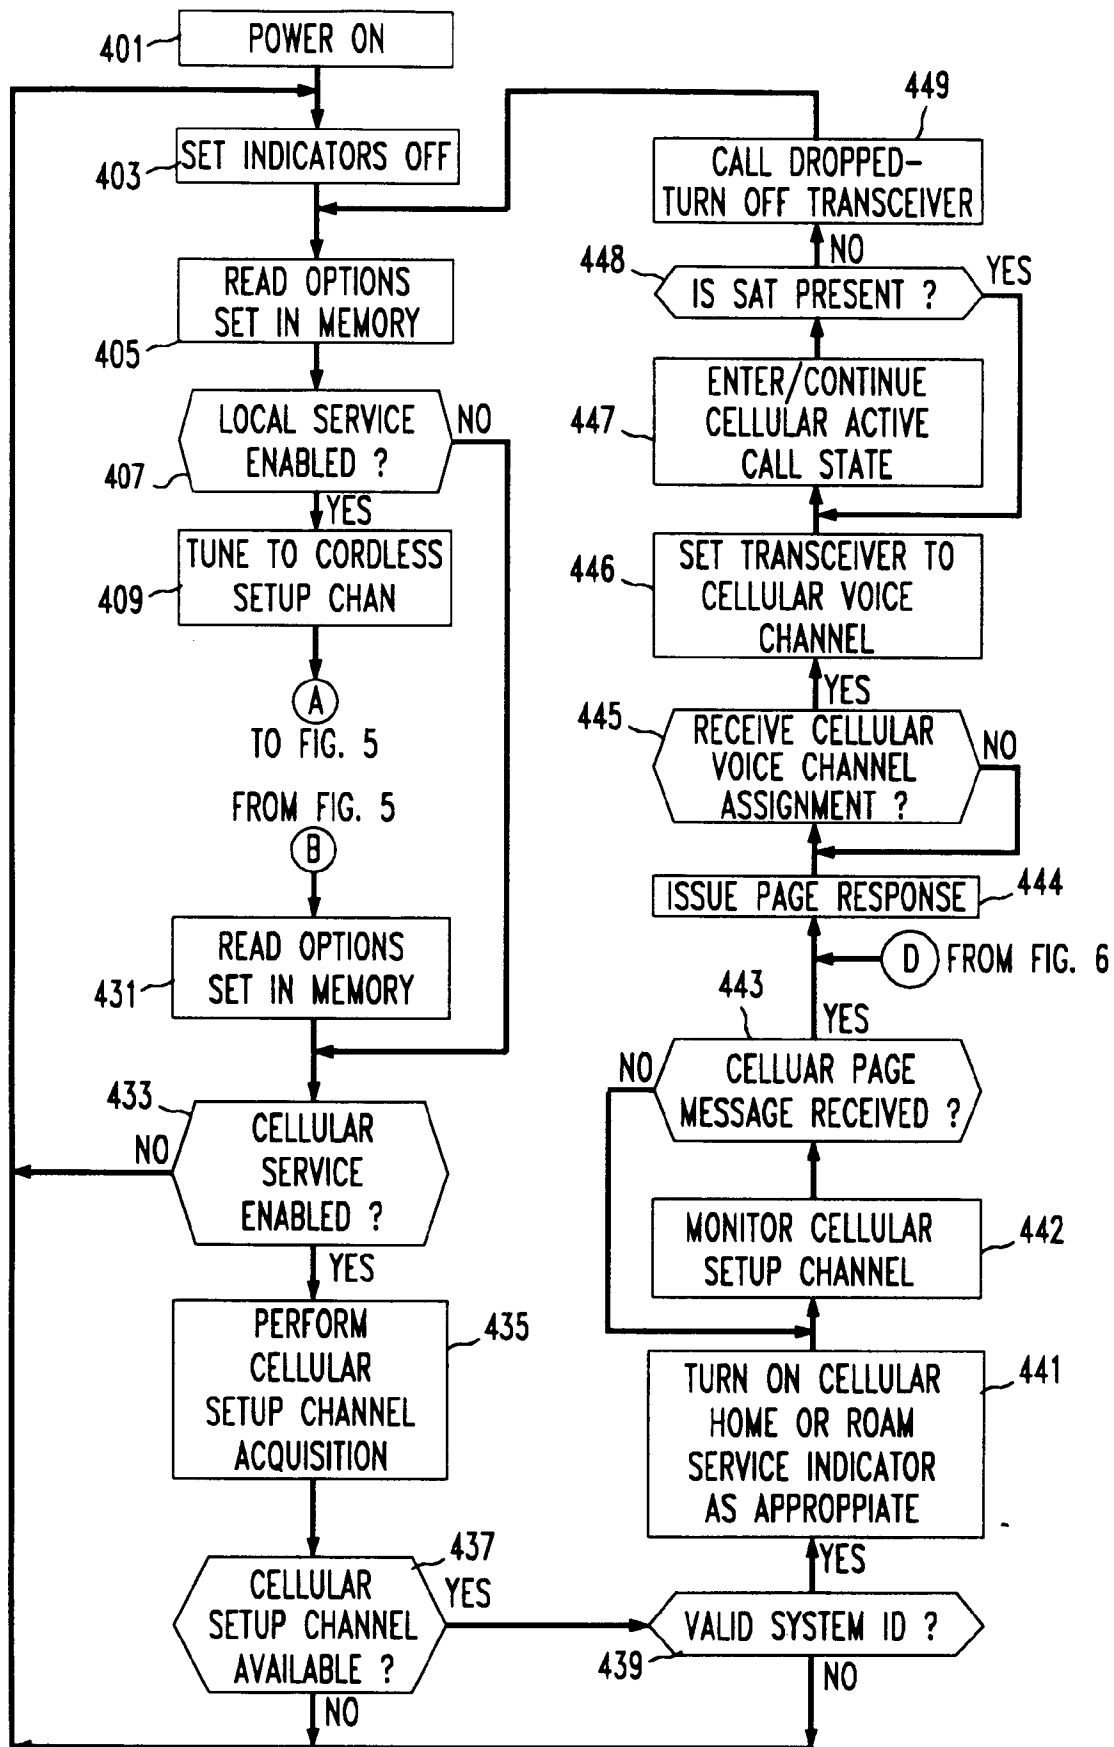 401
POWER ON
403
SET INDICATORS OFF
READ OPTIONS
SET IN MEMORY
405
LOCAL SERVICE
ENABLED ?
NO
407
YES
TUNE TO CORDLESS
SETUP CHAN
409
A
TO FIG. 5
FROM FIG. 5
B
READ OPTIONS
SET IN MEMORY
431
433
NO
CELLULAR
SERVICE
ENABLED ?
YES
PERFORM
CELLULAR
SETUP CHANNEL
ACQUISITION
435
437
CELLULAR
SETUP CHANNEL
AVAILABLE ?
YES
NO
449
CALL DROPPED-
TURN OFF TRANSCEIVER
NO
448
IS SAT PRESENT ?
YES
ENTER/CONTINUE
CELLULAR ACTIVE
CALL STATE
447
SET TRANSCEIVER TO
CELLULAR VOICE
CHANNEL
446
YES
445
RECEIVE CELLULAR
VOICE CHANNEL
ASSIGNMENT ?
NO
ISSUE PAGE RESPONSE
444
D
FROM FIG. 6
443
YES
NO
CELLUAR PAGE
MESSAGE RECEIVED ?
MONITOR CELLULAR
SETUP CHANNEL
442
TURN ON CELLULAR
HOME OR ROAM
SERVICE INDICATOR
AS APPROPPIATE
441
YES
VALID SYSTEM ID ?
439
NO